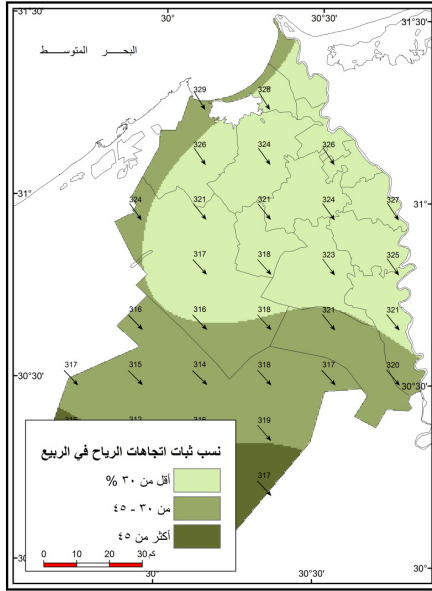 30° 30°30'
31°30' 31°30'
البحر المتوسط
329 328
326 324 326
31° 31°
324 321 321 324 327
317 318 323 325
316 316 318 321 321
317 315 314 318 317 320
30°30' 30°30'
319
نسب ثبات اتجاهات الرياح في الربيع
أقل من ٣٠ %
من ٣٠ - ٤٥
أكثر من ٤٥
317
كم
0 10 20 30
30° 30°
30° 30°30'